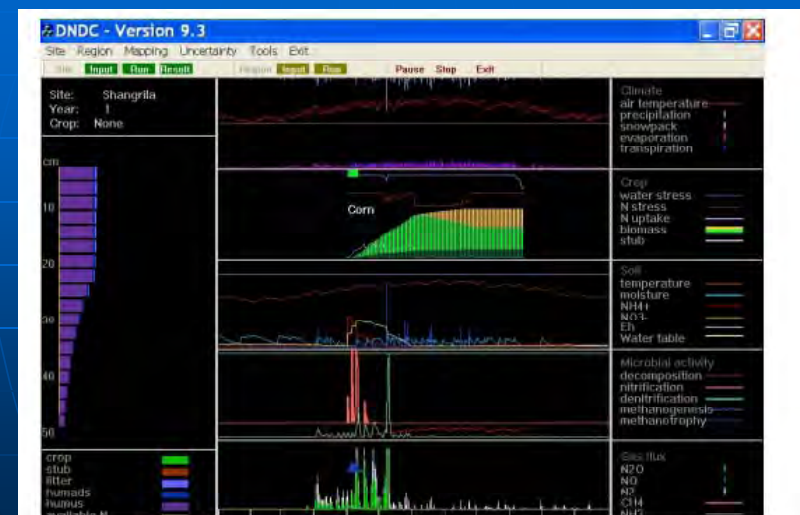 DNDC - Version 9.3
Site Region Mapping Uncertainty Tools Exit
Site Input Run Result Region Input Run Pause Stop Exit
Site: Shangrila
Year: 1
Crop: None
cm
10
20
30
40
50
crop
stub
litter
humads
humus
available N
Corn
Climate
air temperature
precipitation
snowpack
evaporation
transpiration
Crop
water stress
N stress
N uptake
biomass
stub
Soil
temperature
moisture
NH4+
NO3-
Eh
Water table
Microbial activity
decomposition
nitrification
denitrification
methanogenesis
methanotrophy
Gas flux
N2O
NO
N2
CH4
NH3